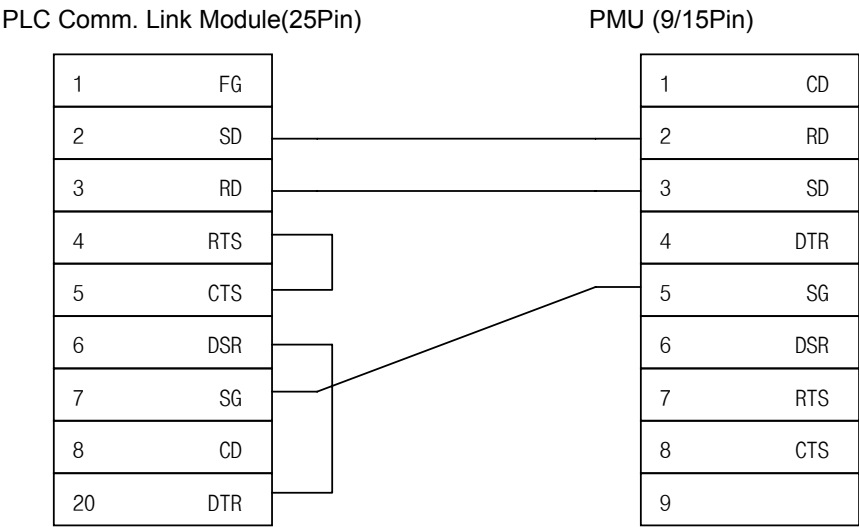 PLC Comm. Link Module(25Pin) PMU (9/15Pin)
1 FG 1 CD
2 SD 2 RD
3 RD 3 SD
4 RTS 4 DTR
5 CTS 5 SG
6 DSR 6 DSR
7 SG 7 RTS
8 CD 8 CTS
20 DTR 9